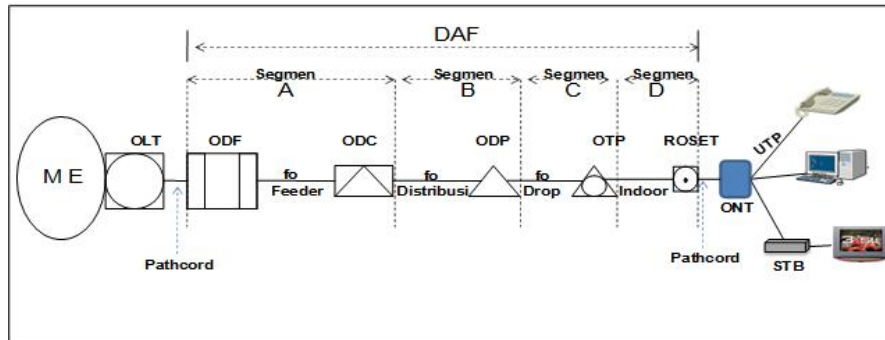 DAF
Segmen
A
Segmen
B
Segmen
C
Segmen
D
M E
OLT
ODF
ODC
ODP
OTP
ROSET
UTP
fo
Feeder
fo
Distribusi
fo
Drop
Indoor
ONT
Pathcord
Pathcord
STB